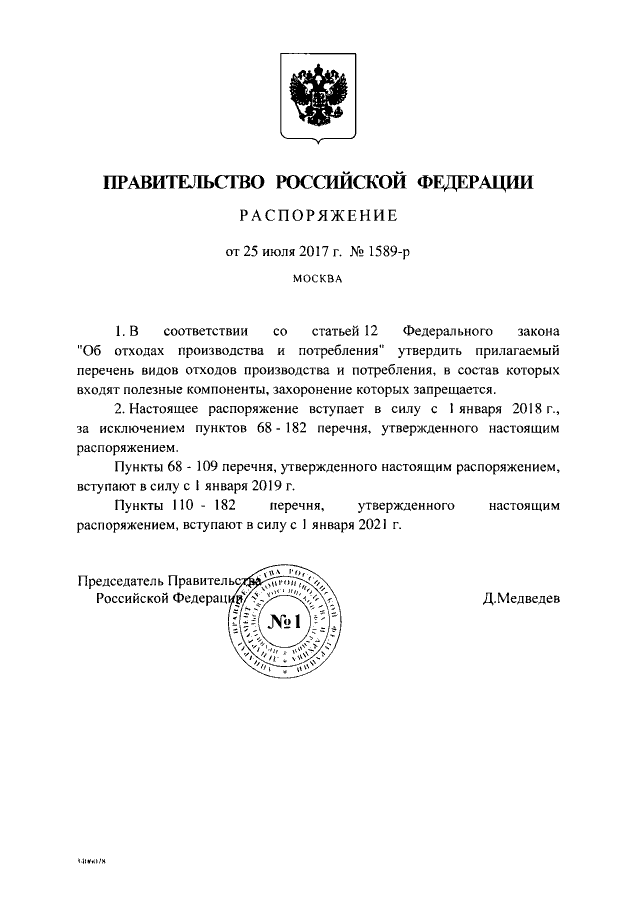 ПРАВИТЕЛЬСТВО РОССИЙСКОЙ ФЕДЕРАЦИИ
РАСПОРЯЖЕНИЕ
от 25 июля 2017 г. № 1589-р
МОСКВА
1. В соответствии со статьей 12 Федерального закона
"Об отходах производства и потребления" утвердить прилагаемый
перечень видов отходов производства и потребления, в состав которых
входят полезные компоненты, захоронение которых запрещается.
2. Настоящее распоряжение вступает в силу с 1 января 2018 г.,
за исключением пунктов 68 - 182 перечня, утвержденного настоящим
распоряжением.
Пункты 68 - 109 перечня, утвержденного настоящим распоряжением,
вступают в силу с 1 января 2019 г.
Пункты 110 - 182 перечня, утвержденного настоящим
распоряжением, вступают в силу с 1 января 2021 г.
Председатель Правительства
Российской Федерации
Д.Медведев
№1